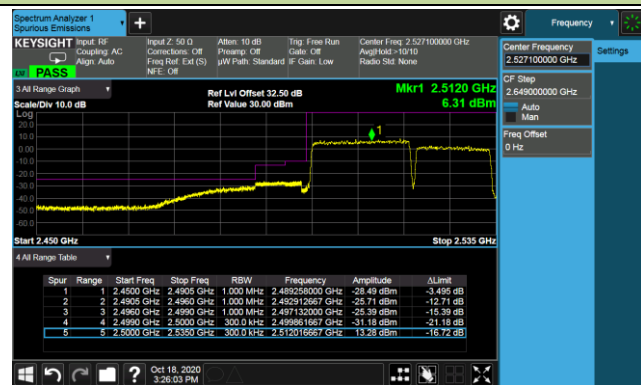 Spectrum Analyzer 1
Spurious Emissions
Frequency
KEYSIGHT
Input: RF
Coupling: AC
Align: Auto
Input Z: 50 Ω
Corrections: Off
Freq Ref: Ext (S)
NFE: Off
Atten: 10 dB
Preamp: Off
µW Path: Standard
Trig: Free Run
Gate: Off
IF Gain: Low
Center Freq: 2.527100000 GHz
Avg|Hold:>10/10
Radio Std: None
PASS
Center Frequency
2.527100000 GHz
Settings
CF Step
2.649000000 GHz
Auto
Man
Freq Offset
0 Hz
3 All Range Graph
Scale/Div 10.0 dB
Ref Lvl Offset 32.50 dB
Ref Value 30.00 dBm
Mkr1 2.5120 GHz
6.31 dBm
Log
20.0
10.0
0.00
-10.0
-20.0
-30.0
-40.0
-50.0
-60.0
1
Start 2.450 GHz
Stop 2.535 GHz
4 All Range Table
Spur Range Start Freq Stop Freq RBW Frequency Amplitude ΔLimit
1 1 2.4500 GHz 2.4905 GHz 1.000 MHz 2.489258000 GHz -28.49 dBm -3.495 dB
2 2 2.4905 GHz 2.4960 GHz 1.000 MHz 2.492912667 GHz -25.71 dBm -12.71 dB
3 3 2.4960 GHz 2.4990 GHz 1.000 MHz 2.497132000 GHz -25.39 dBm -15.39 dB
4 4 2.4990 GHz 2.5000 GHz 300.0 kHz 2.499861667 GHz -31.18 dBm -21.18 dB
5 5 2.5000 GHz 2.5350 GHz 300.0 kHz 2.512016667 GHz 13.28 dBm -16.72 dB
Oct 18, 2020
3:26:03 PM